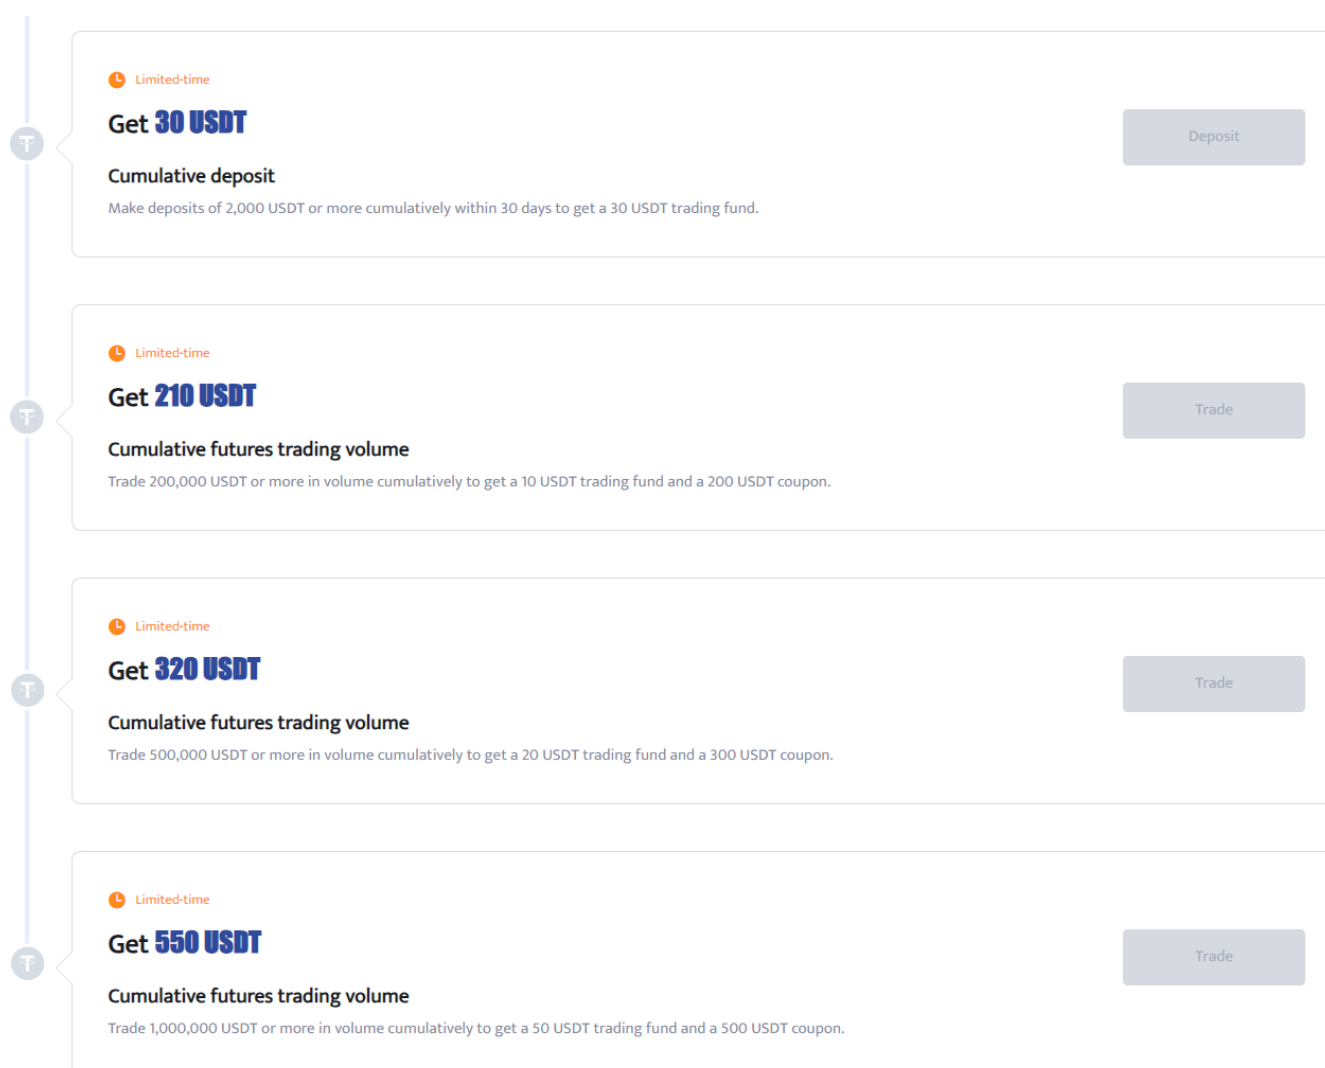 Limited-time
Get 30 USDT
Deposit
Cumulative deposit
Make deposits of 2,000 USDT or more cumulatively within 30 days to get a 30 USDT trading fund.
Limited-time
Get 210 USDT
Trade
Cumulative futures trading volume
Trade 200,000 USDT or more in volume cumulatively to get a 10 USDT trading fund and a 200 USDT coupon.
Limited-time
Get 320 USDT
Trade
Cumulative futures trading volume
Trade 500,000 USDT or more in volume cumulatively to get a 20 USDT trading fund and a 300 USDT coupon.
Limited-time
Get 550 USDT
Trade
Cumulative futures trading volume
Trade 1,000,000 USDT or more in volume cumulatively to get a 50 USDT trading fund and a 500 USDT coupon.